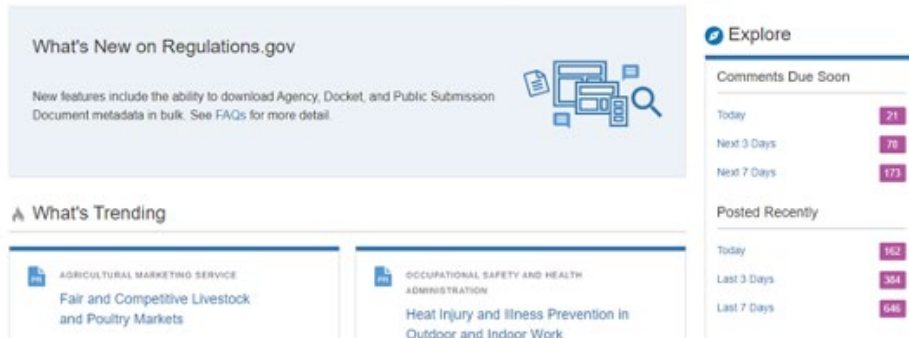 What's New on Regulations.gov
New features include the ability to download Agency, Docket, and Public Submission
Document metadata in bulk. See FAQs for more detail.
What's Trending
AGRICULTURAL MARKETING SERVICE
Fair and Competitive Livestock
and Poultry Markets
OCCUPATIONAL SAFETY AND HEALTH
ADMINISTRATION
Heat Injury and Illness Prevention in
Outdoor and Indoor Work
Explore
Comments Due Soon
Today 21
Next 3 Days 78
Next 7 Days 173
Posted Recently
Today 162
Last 3 Days 384
Last 7 Days 646